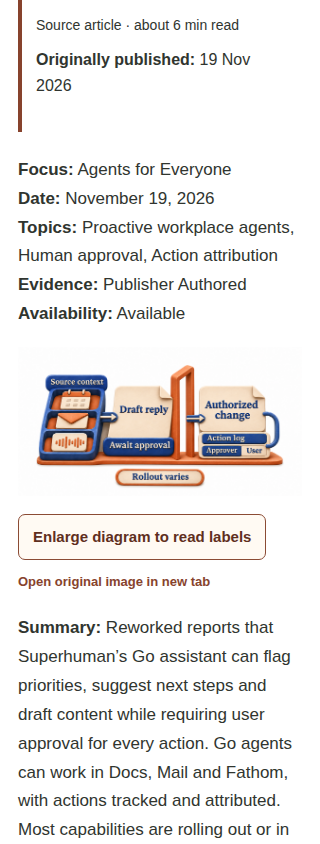 Source article · about 6 min read
Originally published: 19 Nov
2026
Focus: Agents for Everyone
Date: November 19, 2026
Topics: Proactive workplace agents,
Human approval, Action attribution
Evidence: Publisher Authored
Availability: Available
Source context
Draft reply
Await approval
Authorized
change
Action log
Approver User
Rollout varies
Enlarge diagram to read labels
Open original image in new tab
Summary: Reworked reports that
Superhuman’s Go assistant can flag
priorities, suggest next steps and
draft content while requiring user
approval for every action. Go agents
can work in Docs, Mail and Fathom,
with actions tracked and attributed.
Most capabilities are rolling out or in